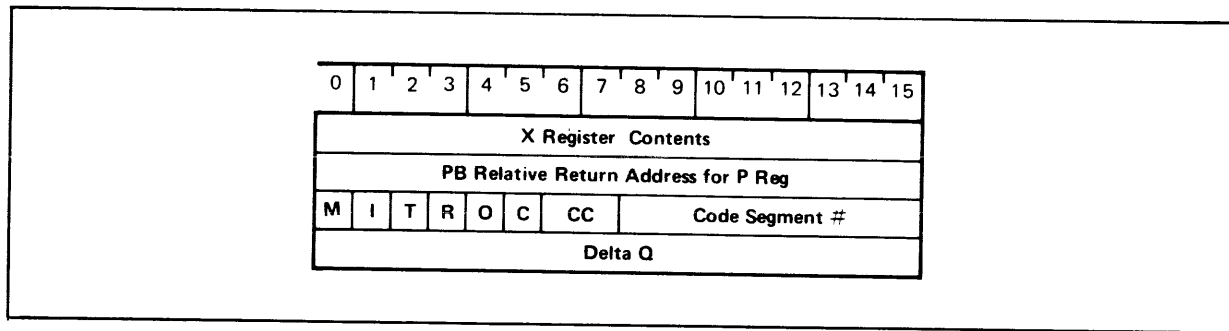 0 1 2 3 4 5 6 7 8 9 10 11 12 13 14 15
X Register Contents
PB Relative Return Address for P Reg
M I T R O C CC Code Segment #
Delta Q